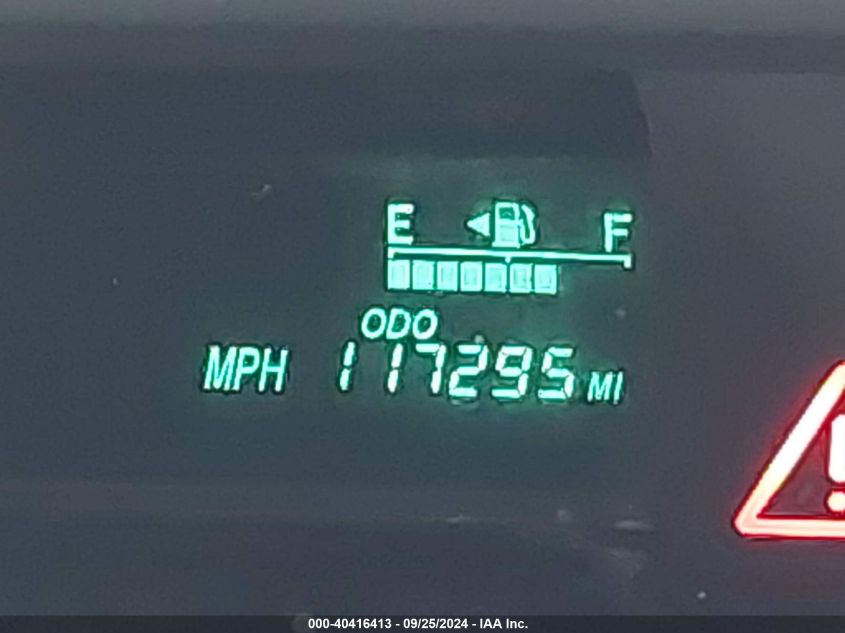 E F
ODO
MPH 117295 MI
000-40416413 - 09/25/2024 - IAA Inc.